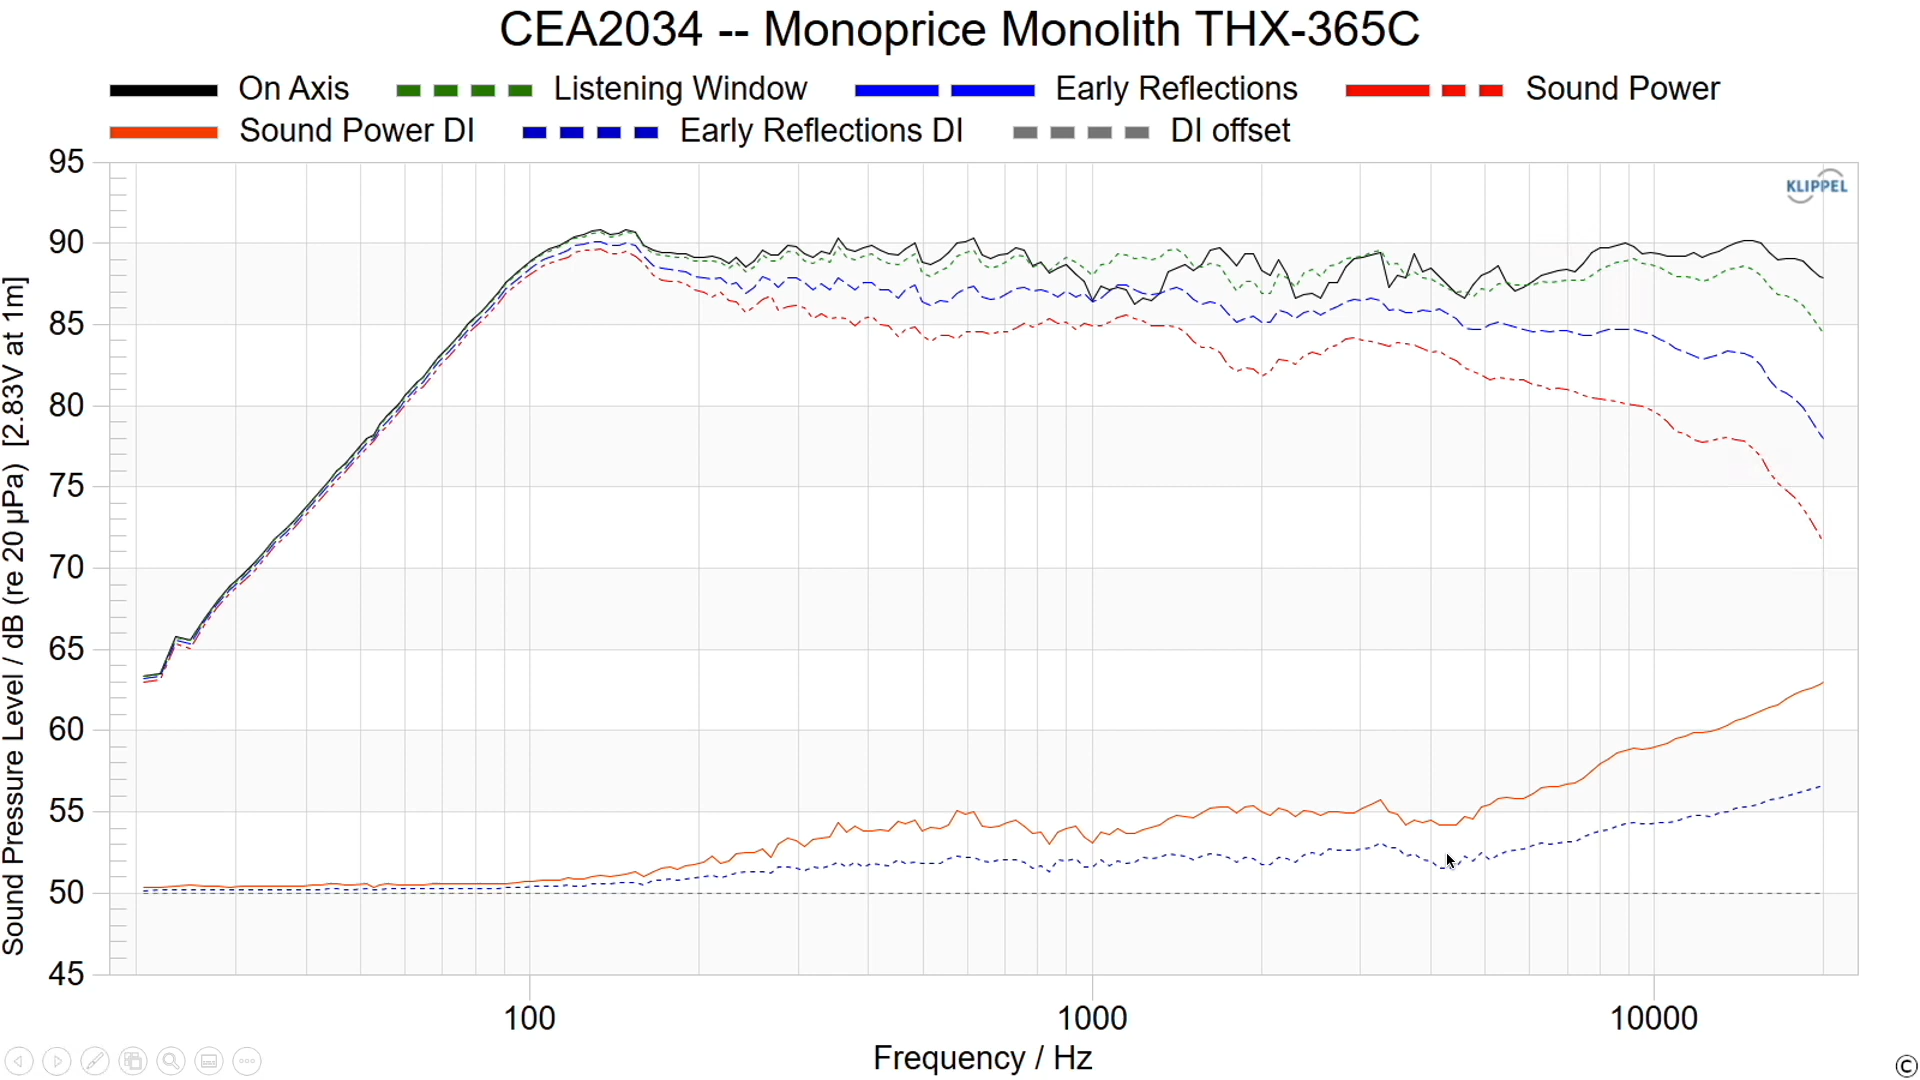 CEA2034 -- Monoprice Monolith THX-365C
On Axis Listening Window Early Reflections Sound Power
Sound Power DI Early Reflections DI DI offset
KLIPPEL
Sound Pressure Level / dB (re 20 µPa) [2.83V at 1m]
95
90
85
80
75
70
65
60
55
50
45
100 1000 10000
Frequency / Hz
©